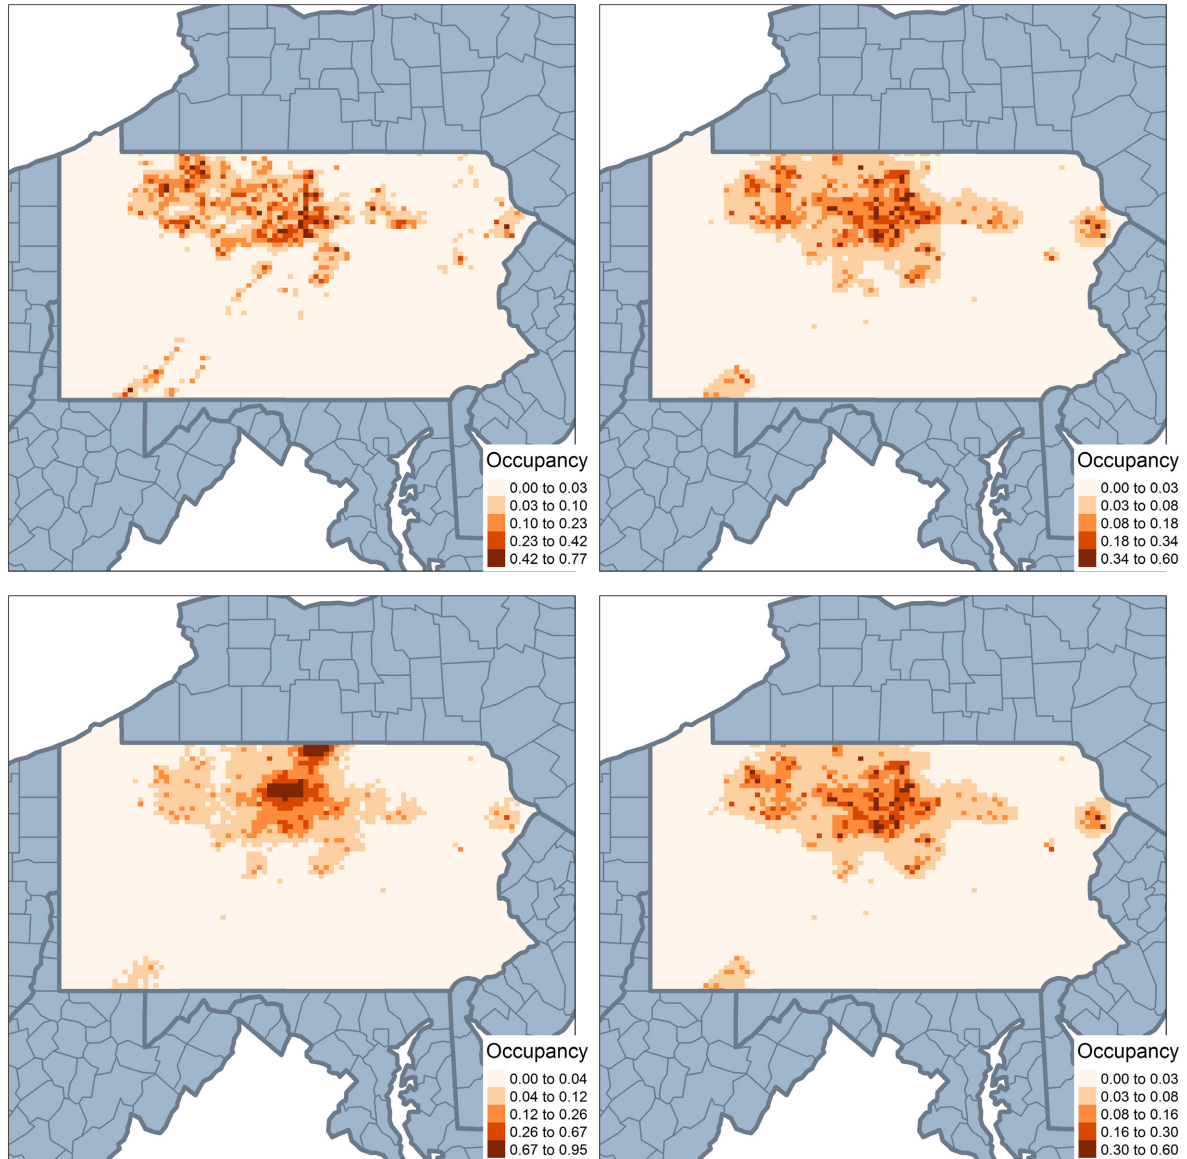 Occupancy
0.00 to 0.03
0.03 to 0.10
0.10 to 0.23
0.23 to 0.42
0.42 to 0.77
Occupancy
0.00 to 0.03
0.03 to 0.08
0.08 to 0.18
0.18 to 0.34
0.34 to 0.60
Occupancy
0.00 to 0.04
0.04 to 0.12
0.12 to 0.26
0.26 to 0.67
0.67 to 0.95
Occupancy
0.00 to 0.03
0.03 to 0.08
0.08 to 0.16
0.16 to 0.30
0.30 to 0.60